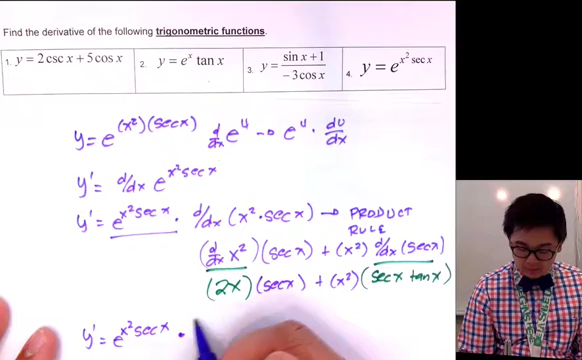 Find the derivative of the following trigonometric functions.
1. y = 2 csc x + 5 cos x 2. y = eˣ tan x 3. y = (sin x + 1)/(−3 cos x) 4. y = e^(x² sec x)
y = e^((x²)(sec x)) d/dx e^u → e^u · du/dx
y' = d/dx e^(x² sec x)
y' = e^(x² sec x) · d/dx (x² · sec x) → PRODUCT
RULE
(d/dx x²)(sec x) + (x²) d/dx (sec x)
(2x)(sec x) + (x²)(sec x tan x)
y' = e^(x² sec x) ·